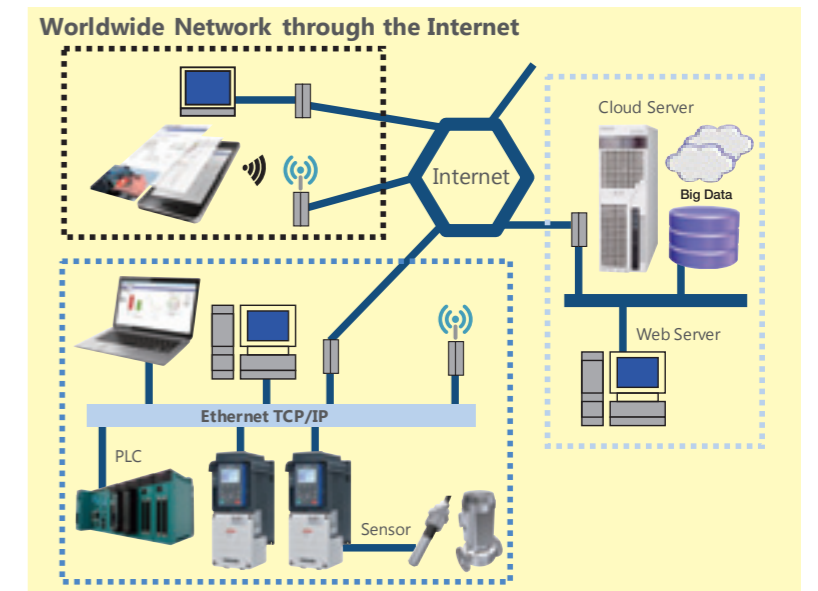 Worldwide Network through the Internet
Cloud Server
Internet
Big Data
Web Server
Ethernet TCP/IP
PLC
Sensor